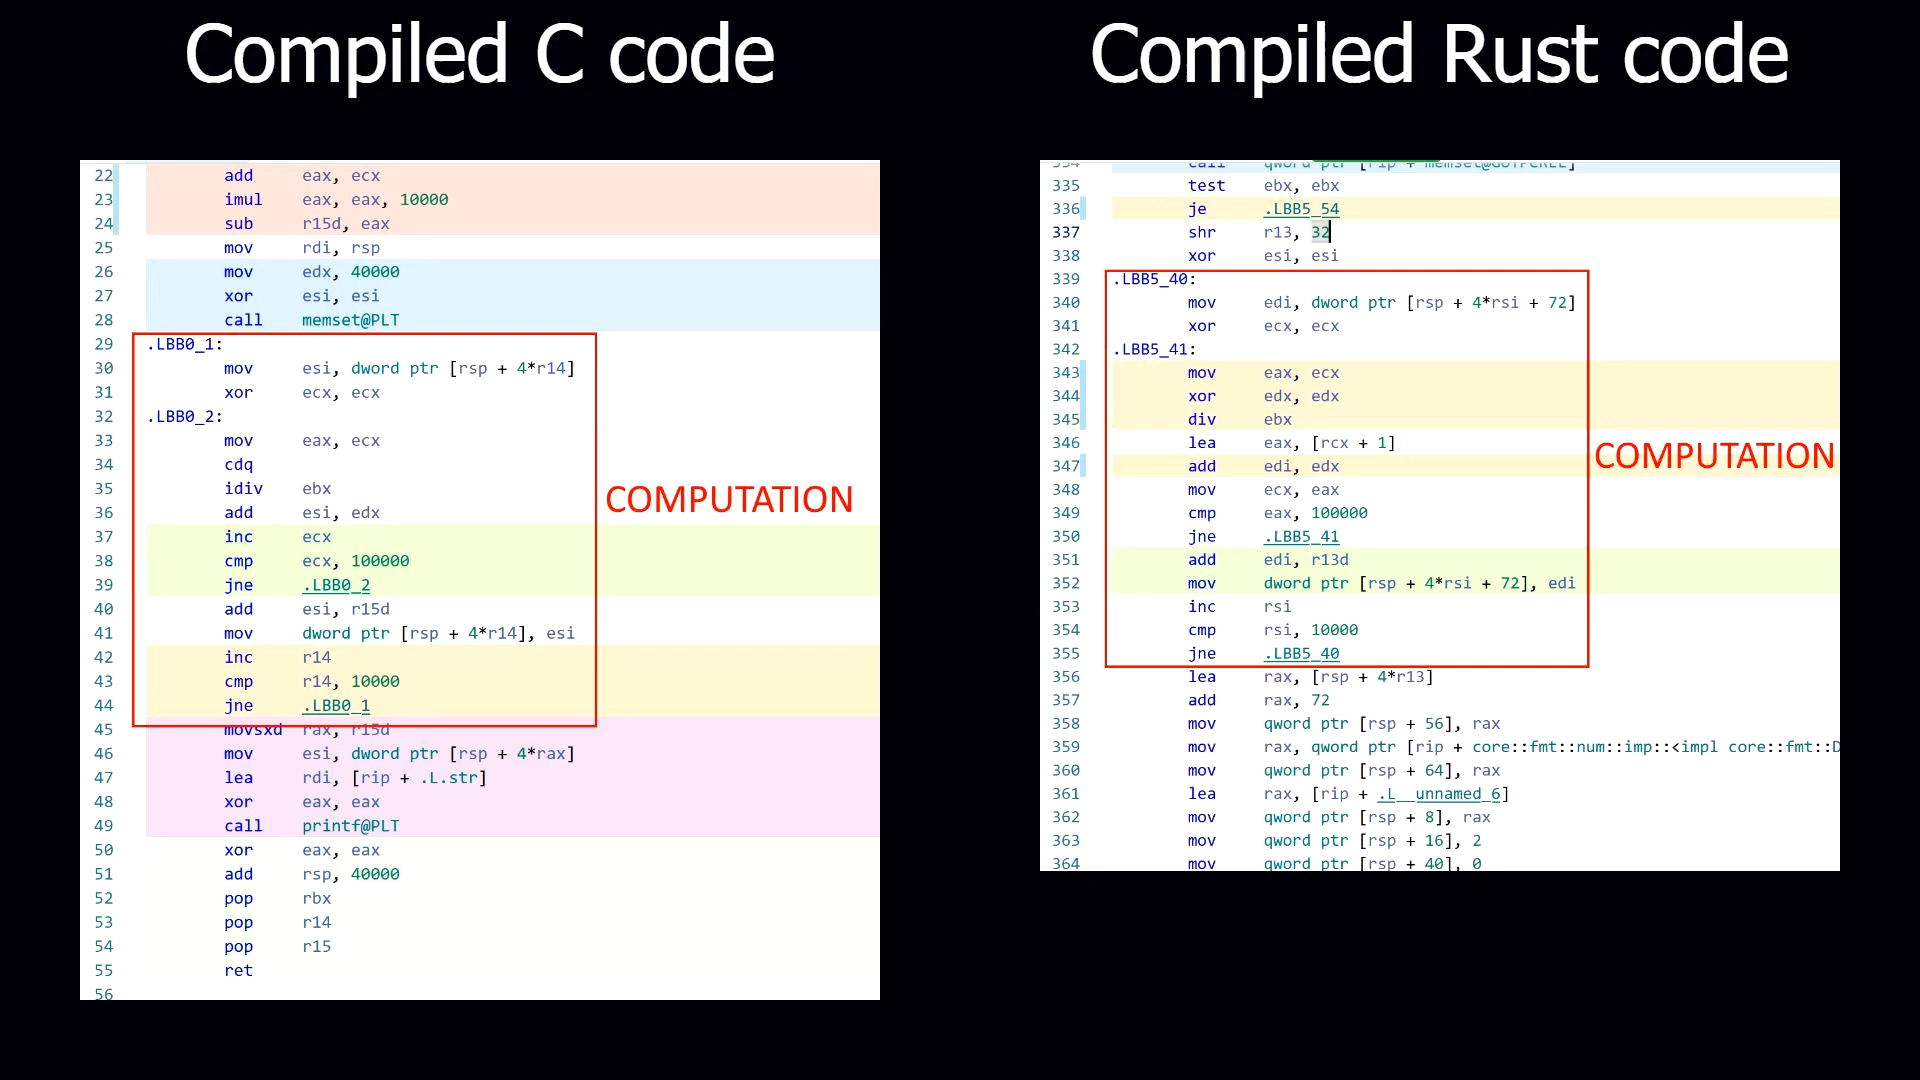 Compiled C code
22 add eax, ecx
23 imul eax, eax, 10000
24 sub r15d, eax
25 mov rdi, rsp
26 mov edx, 40000
27 xor esi, esi
28 call memset@PLT
29 .LBB0_1:
30 mov esi, dword ptr [rsp + 4*r14]
31 xor ecx, ecx
32 .LBB0_2:
33 mov eax, ecx
34 cdq
35 idiv ebx
36 add esi, edx
37 inc ecx
38 cmp ecx, 100000
39 jne .LBB0_2
40 add esi, r15d
41 mov dword ptr [rsp + 4*r14], esi
42 inc r14
43 cmp r14, 10000
44 jne .LBB0_1
45 movsxd rax, r15d
46 mov esi, dword ptr [rsp + 4*rax]
47 lea rdi, [rip + .L.str]
48 xor eax, eax
49 call printf@PLT
50 xor eax, eax
51 add rsp, 40000
52 pop rbx
53 pop r14
54 pop r15
55 ret
56
COMPUTATION
Compiled Rust code
334 call qword ptr [rip + memset@GOTPCREL]
335 test ebx, ebx
336 je .LBB5_54
337 shr r13, 32
338 xor esi, esi
339 .LBB5_40:
340 mov edi, dword ptr [rsp + 4*rsi + 72]
341 xor ecx, ecx
342 .LBB5_41:
343 mov eax, ecx
344 xor edx, edx
345 div ebx
346 lea eax, [rcx + 1]
347 add edi, edx
348 mov ecx, eax
349 cmp eax, 100000
350 jne .LBB5_41
351 add edi, r13d
352 mov dword ptr [rsp + 4*rsi + 72], edi
353 inc rsi
354 cmp rsi, 10000
355 jne .LBB5_40
356 lea rax, [rsp + 4*r13]
357 add rax, 72
358 mov qword ptr [rsp + 56], rax
359 mov rax, qword ptr [rip + core::fmt::num::imp::<impl core::fmt::D
360 mov qword ptr [rsp + 64], rax
361 lea rax, [rip + .L__unnamed_6]
362 mov qword ptr [rsp + 8], rax
363 mov qword ptr [rsp + 16], 2
364 mov qword ptr [rsp + 40], 0
COMPUTATION